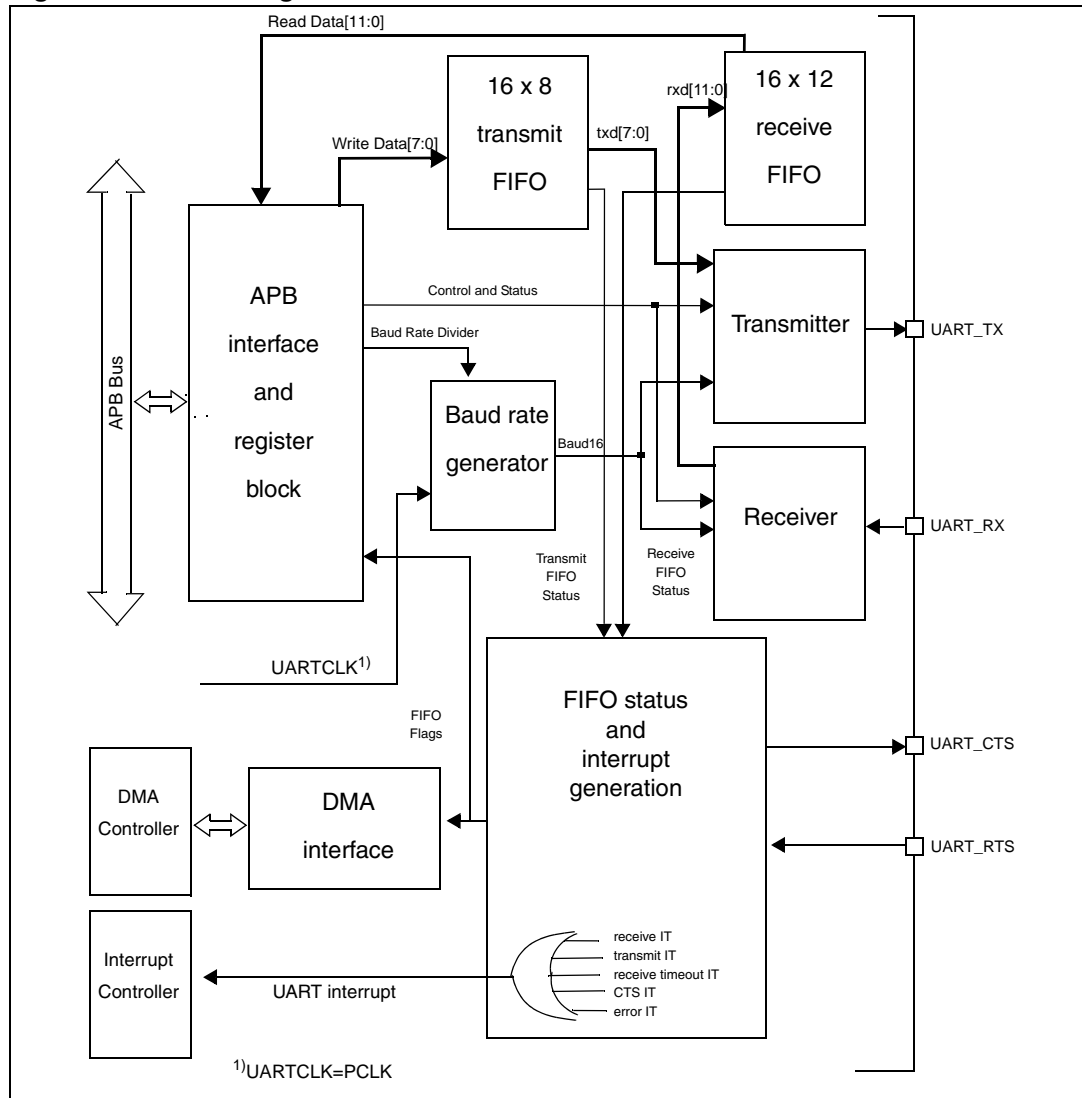 Read Data[11:0]
16 x 8
transmit
FIFO
rxd[11:0]
16 x 12
receive
FIFO
txd[7:0]
Write Data[7:0]
APB Bus
APB
interface
and
register
block
Control and Status
Baud Rate Divider
Baud rate
generator
Baud16
Transmitter
UART_TX
Receiver
UART_RX
Transmit
FIFO
Status
Receive
FIFO
Status
UARTCLK1)
FIFO
Flags
FIFO status
and
interrupt
generation
UART_CTS
UART_RTS
DMA
Controller
DMA
interface
Interrupt
Controller
UART interrupt
receive IT
transmit IT
receive timeout IT
CTS IT
error IT
1)UARTCLK=PCLK